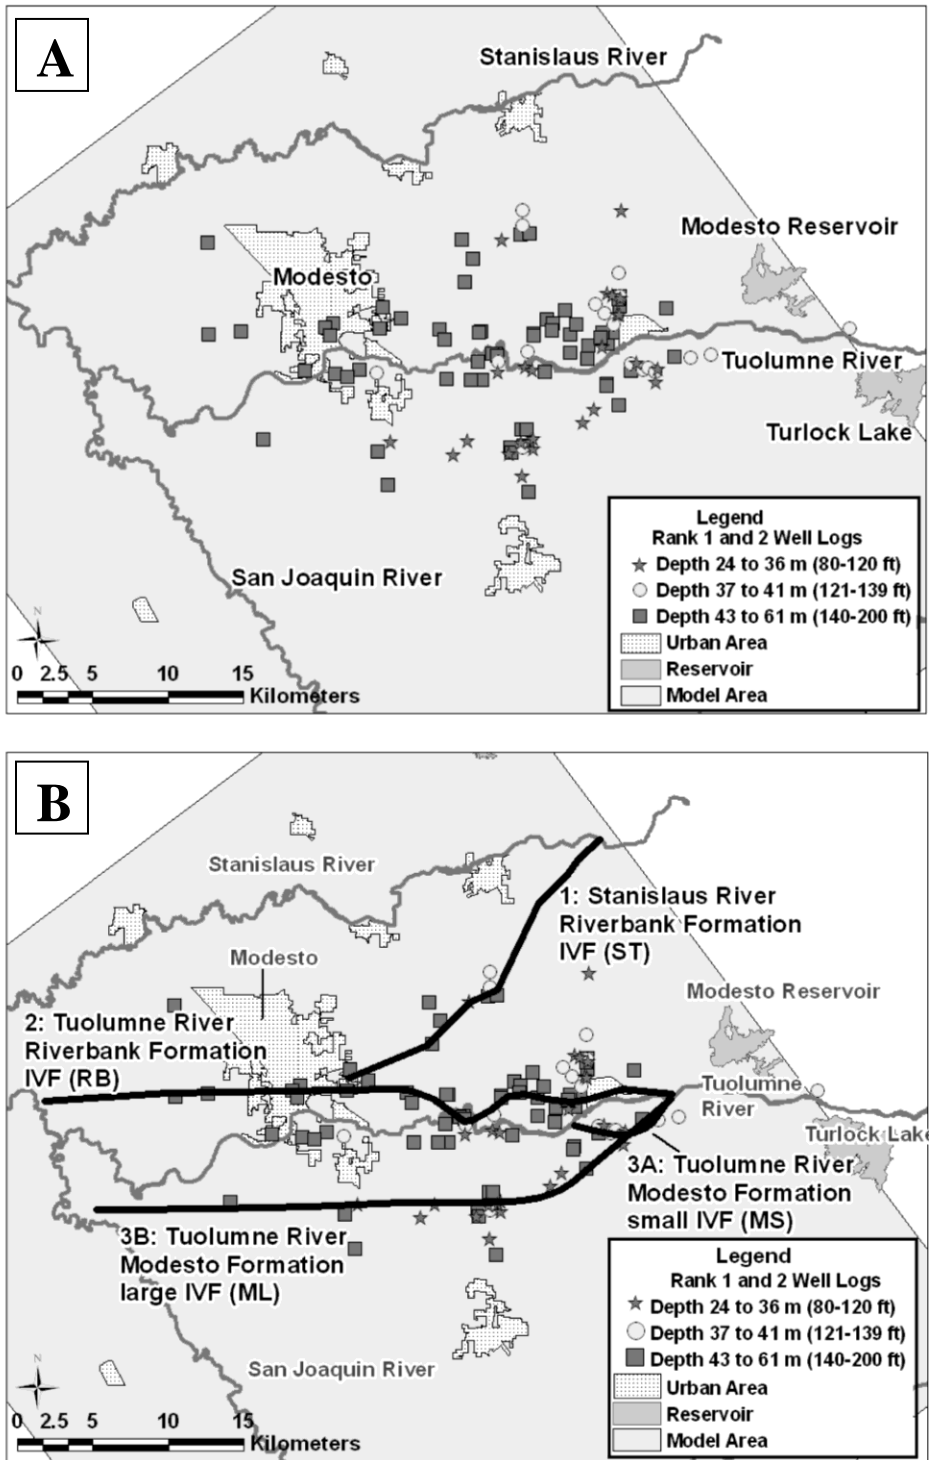 A
Stanislaus River
Modesto Reservoir
Modesto
Tuolumne River
Turlock Lake
San Joaquin River
Legend
Rank 1 and 2 Well Logs
Depth 24 to 36 m (80-120 ft)
Depth 37 to 41 m (121-139 ft)
Depth 43 to 61 m (140-200 ft)
Urban Area
Reservoir
Model Area
N
0 2.5 5 10 15
Kilometers
B
Stanislaus River
1: Stanislaus River
Riverbank Formation
IVF (ST)
Modesto
Modesto Reservoir
2: Tuolumne River
Riverbank Formation
IVF (RB)
Tuolumne
River
Turlock Lake
3A: Tuolumne River
Modesto Formation
small IVF (MS)
3B: Tuolumne River
Modesto Formation
large IVF (ML)
San Joaquin River
Legend
Rank 1 and 2 Well Logs
Depth 24 to 36 m (80-120 ft)
Depth 37 to 41 m (121-139 ft)
Depth 43 to 61 m (140-200 ft)
Urban Area
Reservoir
Model Area
N
0 2.5 5 10 15
Kilometers